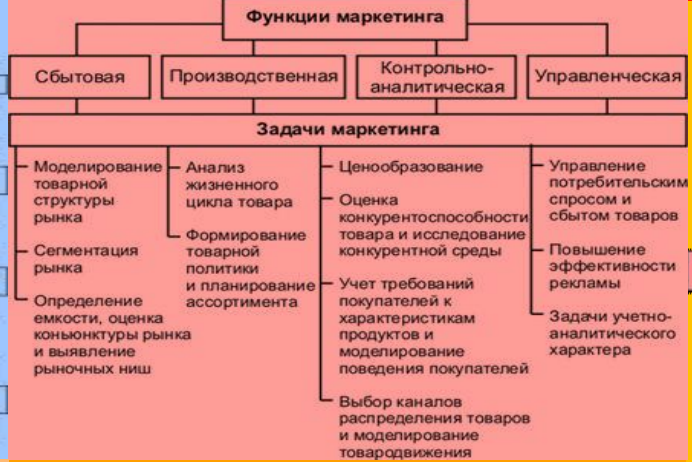 Функции маркетинга
Сбытовая
Производственная
Контрольно-
аналитическая
Управленческая
Задачи маркетинга
Моделирование
товарной
структуры
рынка
Сегментация
рынка
Определение
емкости, оценка
коньюнктуры рынка
и выявление
рыночных ниш
Анализ
жизненного
цикла товара
Формирование
товарной
политики
и планирование
ассортимента
Ценообразование
Оценка
конкурентоспособности
товара и исследование
конкурентной среды
Учет требований
покупателей к
характеристикам
продуктов и
моделирование
поведения покупателей
Выбор каналов
распределения товаров
и моделирование
товародвижения
Управление
потребительским
спросом и
сбытом товаров
Повышение
эффективности
рекламы
Задачи учетно-
аналитического
характера